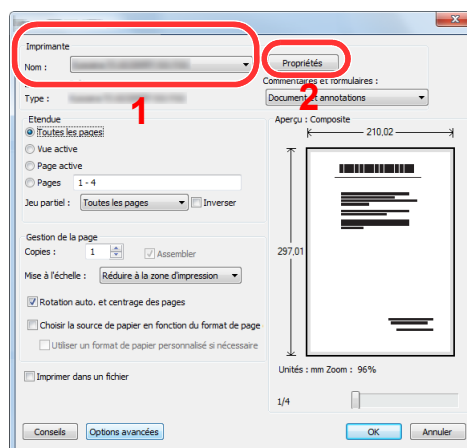 Imprimante
Nom :
Propriétés
Commentaires et formulaires :
Type :
Document et annotations
1
2
Etendue
Toutes les pages
Vue active
Page active
Pages 1 - 4
Jeu partiel : Toutes les pages Inverser
Aperçu : Composite
210,02
297,01
Gestion de la page
Copies : 1 Assembler
Mise à l'échelle : Réduire à la zone d'impression
Rotation auto. et centrage des pages
Choisir la source de papier en fonction du format de page
Utiliser un format de papier personnalisé si nécessaire
Imprimer dans un fichier
Unités : mm Zoom : 96%
1/4
Conseils Options avancées OK Annuler